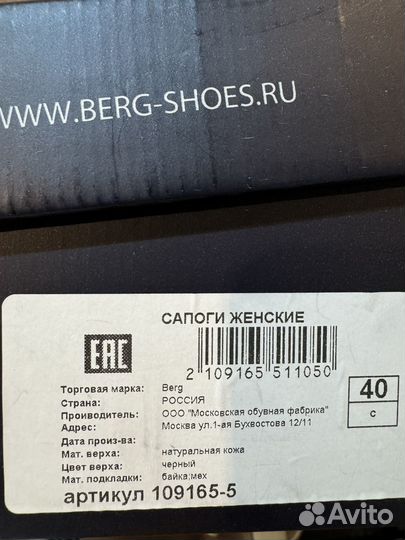 WWW.BERG-SHOES.RU
САПОГИ ЖЕНСКИЕ
EAC
2 109165 511050
Торговая марка: Berg
Страна: РОССИЯ
Производитель: ООО "Московская обувная фабрика"
Адрес: Москва ул.1-ая Бухвостова 12/11
Дата произ-ва:
Мат. верха: натуральная кожа
Цвет верха: черный
Мат. подкладки: байка;мех
артикул 109165-5
40
с
Avito